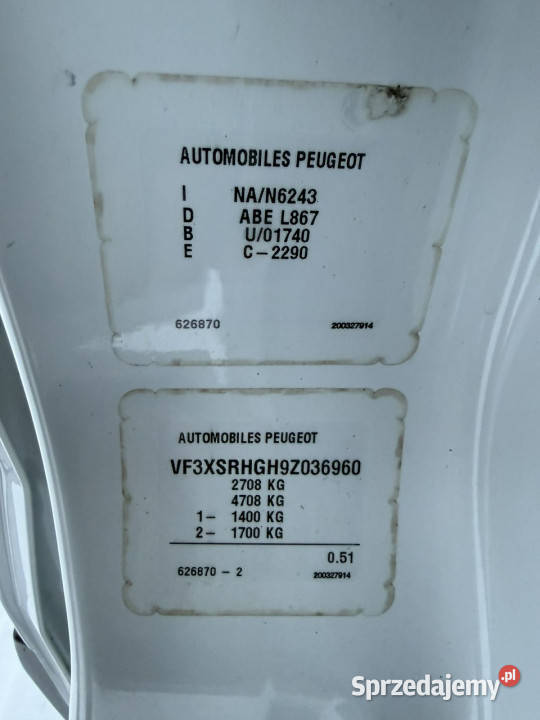 AUTOMOBILES PEUGEOT
I NA/N6243
D ABE L867
B U/01740
E C-2290
626870 200327914
AUTOMOBILES PEUGEOT
VF3XSRHGH9Z036960
2708 KG
4708 KG
1- 1400 KG
2- 1700 KG
0.51
626870 - 2 200327914
Sprzedajemy.pl